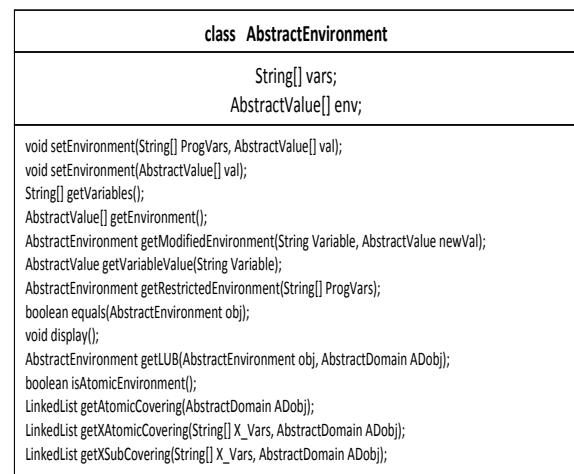 class AbstractEnvironment
String[] vars;
AbstractValue[] env;
void setEnvironment(String[] ProgVars, AbstractValue[] val);
void setEnvironment(AbstractValue[] val);
String[] getVariables();
AbstractValue[] getEnvironment();
AbstractEnvironment getModifiedEnvironment(String Variable, AbstractValue newVal);
AbstractValue getVariableValue(String Variable);
AbstractEnvironment getRestrictedEnvironment(String[] ProgVars);
boolean equals(AbstractEnvironment obj);
void display();
AbstractEnvironment getLUB(AbstractEnvironment obj, AbstractDomain ADobj);
boolean isAtomicEnvironment();
LinkedList getAtomicCovering(AbstractDomain ADobj);
LinkedList getXAtomicCovering(String[] X_Vars, AbstractDomain ADobj);
LinkedList getXSubCovering(String[] X_Vars, AbstractDomain ADobj);